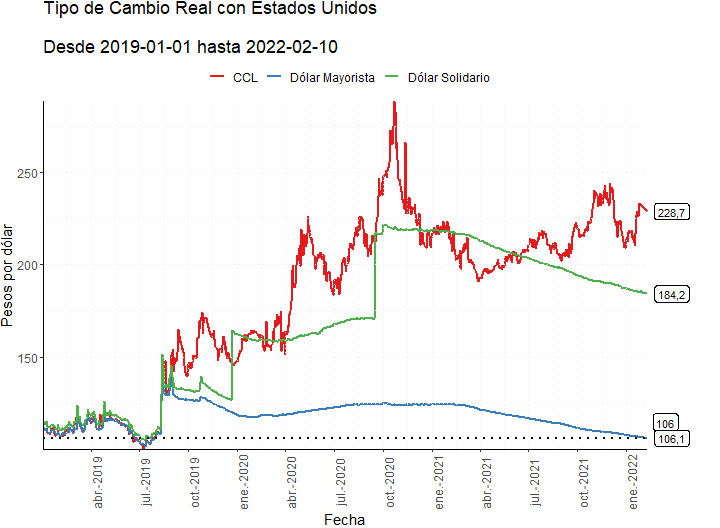 Tipo de Cambio Real con Estados Unidos
Desde 2019-01-01 hasta 2022-02-10
CCL Dólar Mayorista Dólar Solidario
Pesos por dólar
250
200
150
228,7
184,2
106
106,1
abr.-2019
jul.-2019
oct.-2019
ene.-2020
abr.-2020
jul.-2020
oct.-2020
ene.-2021
abr.-2021
jul.-2021
oct.-2021
ene.-2022
Fecha